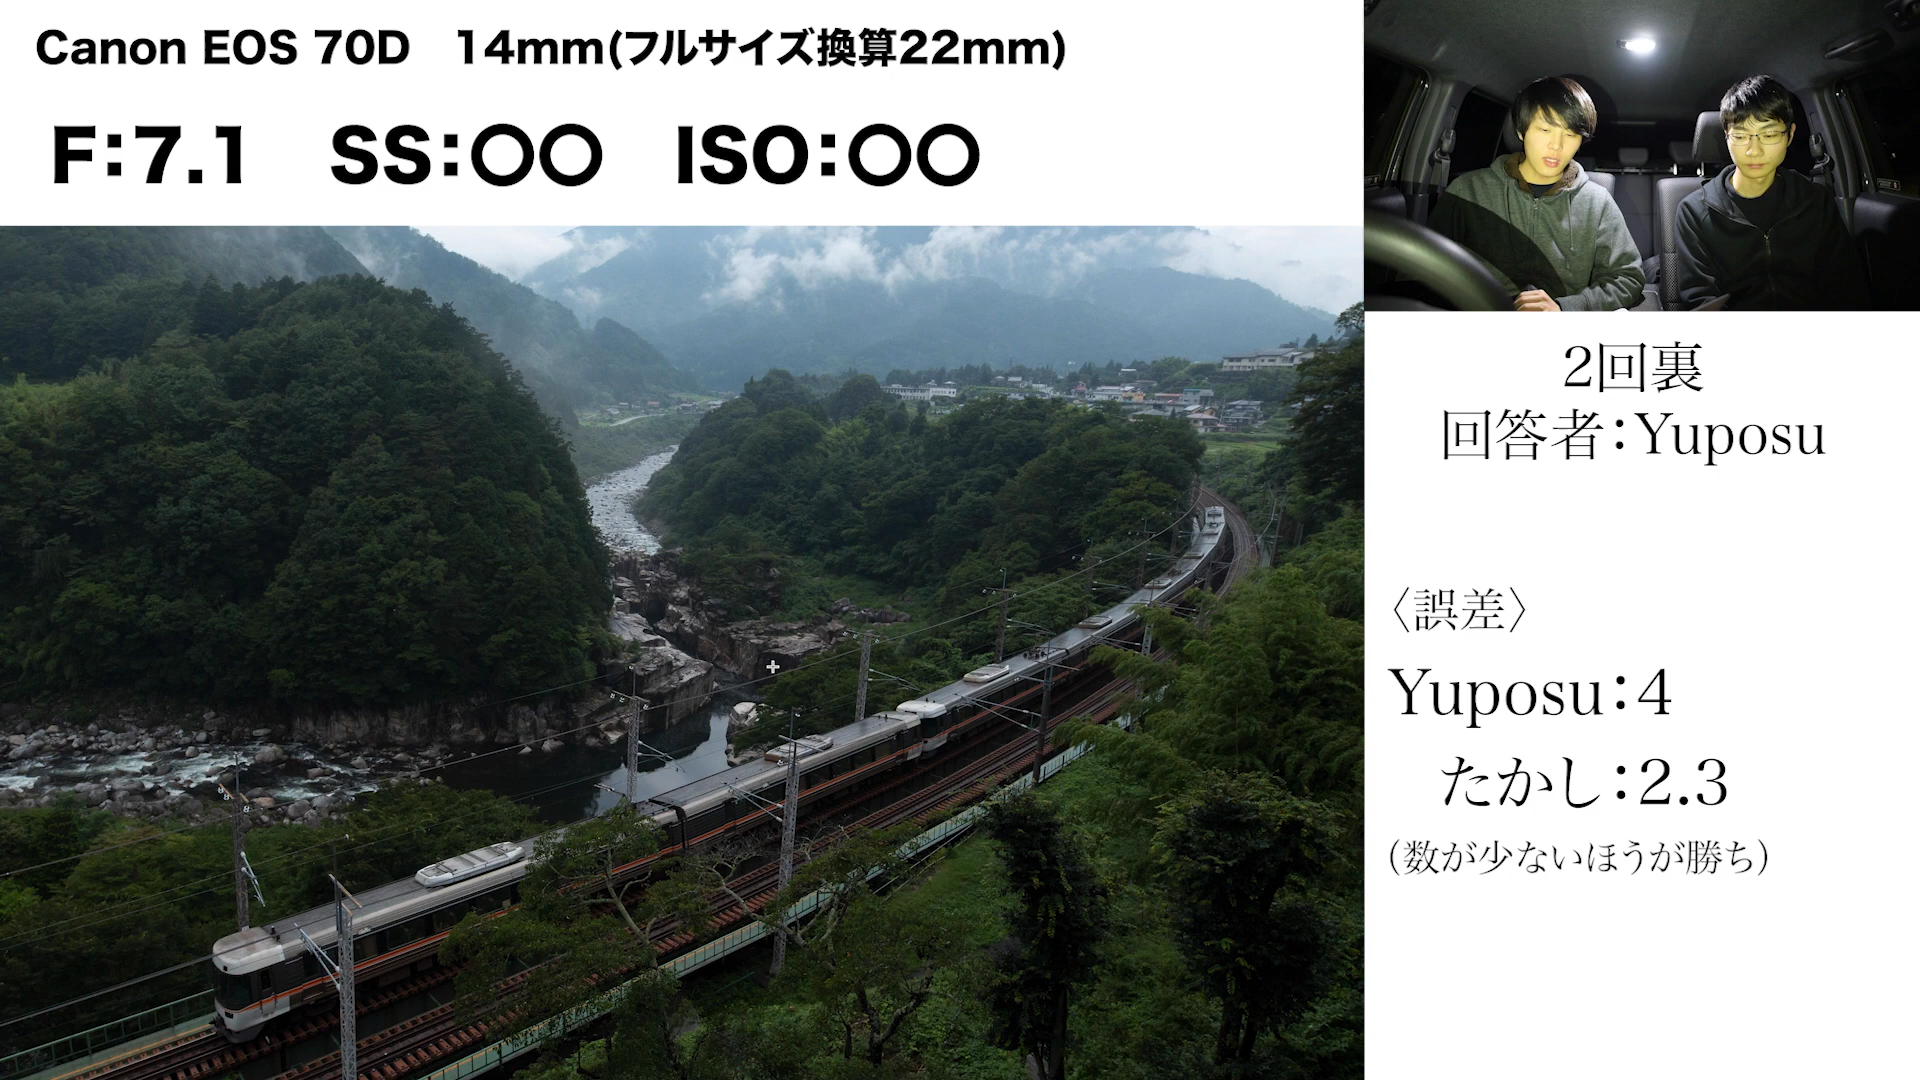 Canon EOS 70D 14mm(フルサイズ換算22mm)
F:7.1 SS:〇〇 ISO:〇〇
2回裏
回答者:Yuposu
〈誤差〉
Yuposu:4
たかし:2.3
(数が少ないほうが勝ち)